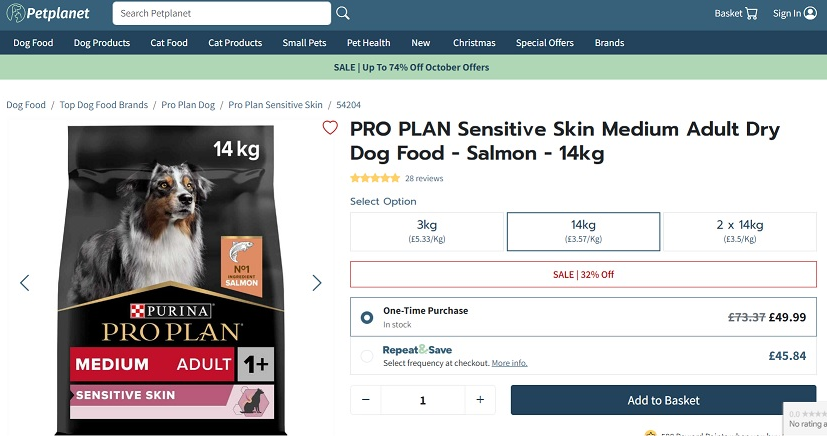 Petplanet
Search Petplanet
Basket
Sign In
Dog Food
Dog Products
Cat Food
Cat Products
Small Pets
Pet Health
New
Christmas
Special Offers
Brands
SALE | Up To 74% Off October Offers
Dog Food / Top Dog Food Brands / Pro Plan Dog / Pro Plan Sensitive Skin / 54204
14kg
Nº1
INGREDIENT
SALMON
PURINA
PRO PLAN
MEDIUM ADULT 1+
SENSITIVE SKIN
PRO PLAN Sensitive Skin Medium Adult Dry
Dog Food - Salmon - 14kg
28 reviews
Select Option
3kg
(£5.33/Kg)
14kg
(£3.57/Kg)
2 x 14kg
(£3.5/Kg)
SALE | 32% Off
One-Time Purchase
£73.37 £49.99
In stock
Repeat&Save
£45.84
Select frequency at checkout. More info.
− 1 +
Add to Basket
0.0
No rating a